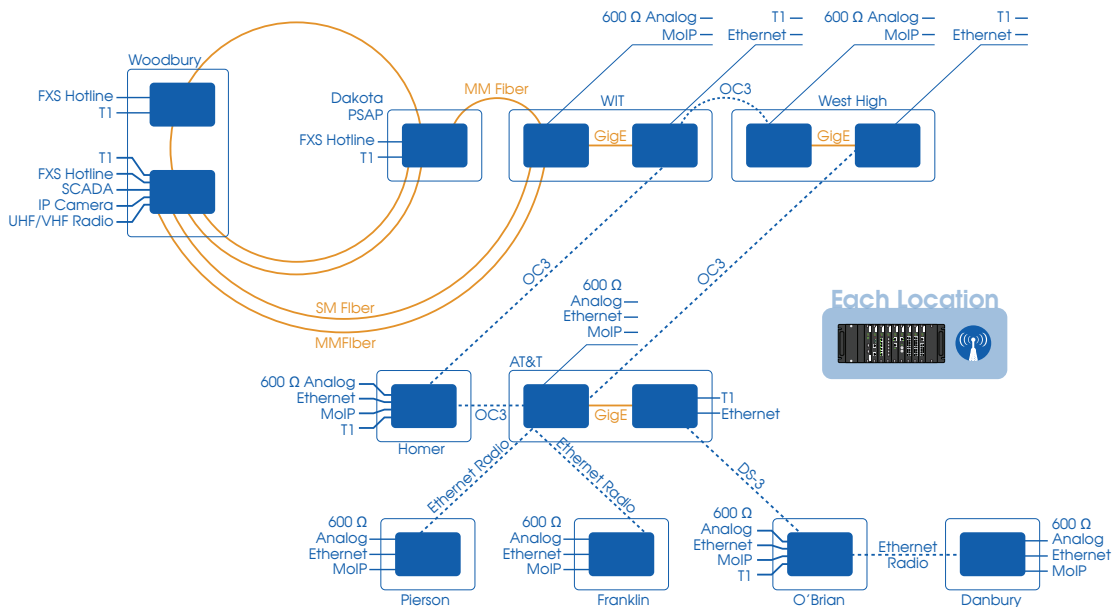 600 Ω Analog
MoIP
T1
Ethernet
600 Ω Analog
MoIP
T1
Ethernet
Woodbury
FXS Hotline
T1
T1
FXS Hotline
SCADA
IP Camera
UHF/VHF Radio
Dakota
PSAP
FXS Hotline
T1
MM Fiber
WIT
GigE
OC3
West High
GigE
OC3
OC3
SM FIber
MMFIber
600 Ω
Analog
Ethernet
MoIP
Each Location
AT&T
600 Ω Analog
Ethernet
MoIP
T1
OC3
GigE
T1
Ethernet
Homer
Ethernet Radio
Ethernet Radio
DS-3
600 Ω
Analog
Ethernet
MoIP
Pierson
600 Ω
Analog
Ethernet
MoIP
Franklin
600 Ω
Analog
Ethernet
MoIP
T1
O’Brian
Ethernet
Radio
600 Ω
Analog
Ethernet
MoIP
Danbury